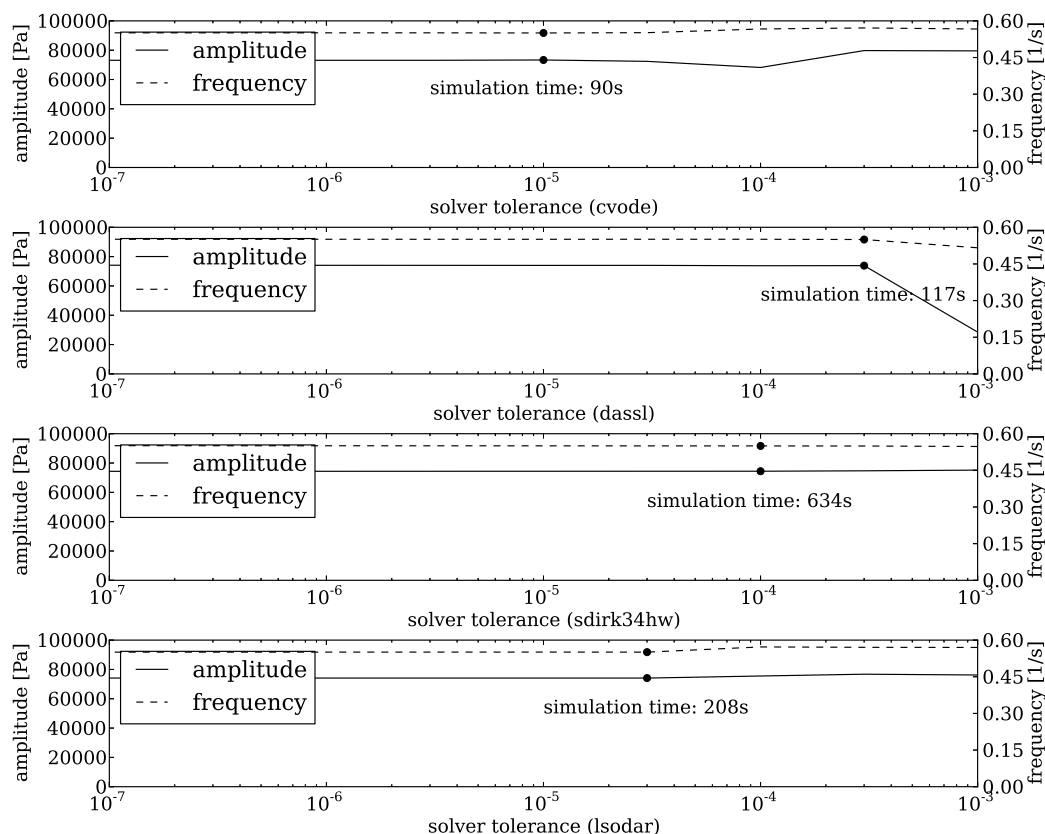 100000
80000
60000
40000
20000
0
amplitude [Pa]
amplitude
frequency
simulation time: 90s
0.60
0.45
0.30
0.15
0.00
frequency [1/s]
10^-7 10^-6 10^-5 10^-4 10^-3
solver tolerance (cvode)
100000
80000
60000
40000
20000
0
amplitude [Pa]
amplitude
frequency
simulation time: 117s
0.60
0.45
0.30
0.15
0.00
frequency [1/s]
10^-7 10^-6 10^-5 10^-4 10^-3
solver tolerance (dassl)
100000
80000
60000
40000
20000
0
amplitude [Pa]
amplitude
frequency
simulation time: 634s
0.60
0.45
0.30
0.15
0.00
frequency [1/s]
10^-7 10^-6 10^-5 10^-4 10^-3
solver tolerance (sdirk34hw)
100000
80000
60000
40000
20000
0
amplitude [Pa]
amplitude
frequency
simulation time: 208s
0.60
0.45
0.30
0.15
0.00
frequency [1/s]
10^-7 10^-6 10^-5 10^-4 10^-3
solver tolerance (lsodar)